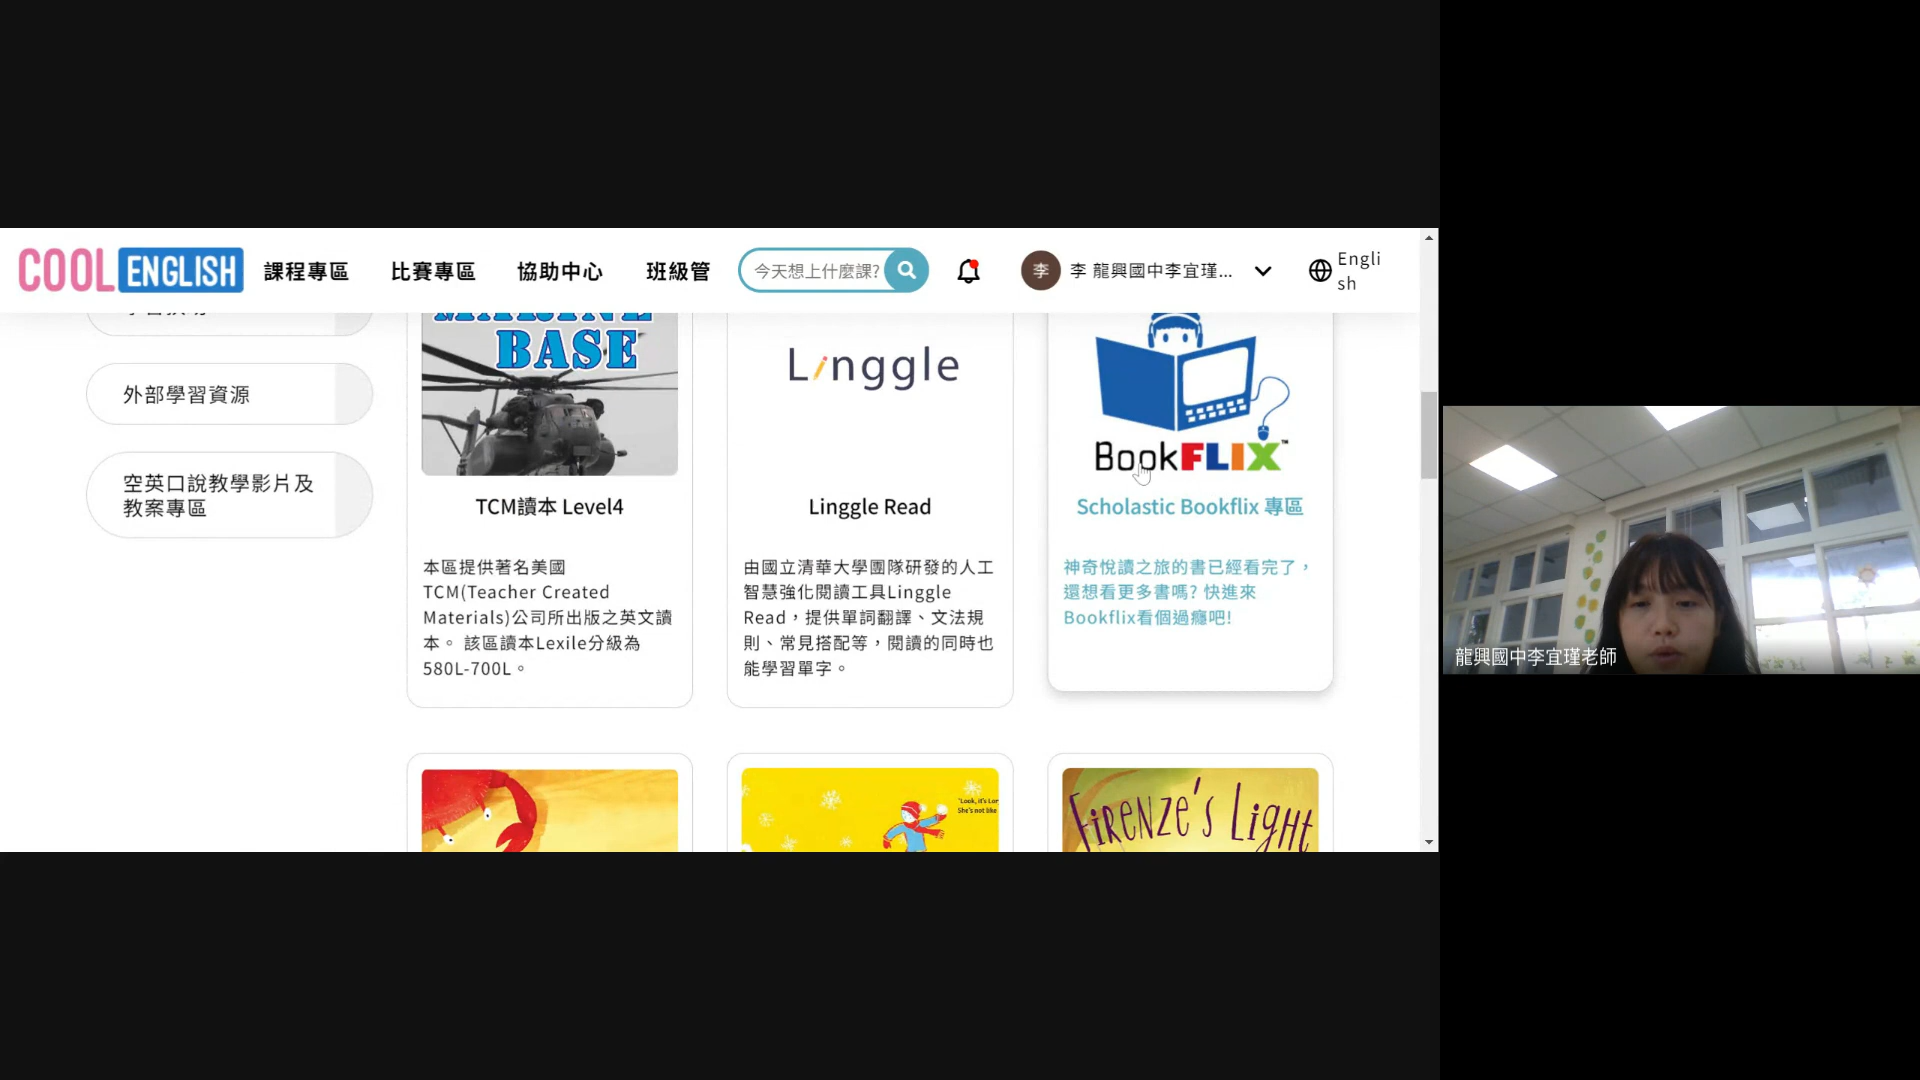 COOL ENGLISH
課程專區
比賽專區
協助中心
班級管
今天想上什麼課?
李
李 龍興國中李宜瑾...
Engli
sh
外部學習資源
空英口說教學影片及
教案專區
BASE
TCM讀本 Level4
本區提供著名美國
TCM(Teacher Created
Materials)公司所出版之英文讀
本。 該區讀本Lexile分級為
580L-700L。
Linggle
Linggle Read
由國立清華大學團隊研發的人工
智慧強化閱讀工具Linggle
Read，提供單詞翻譯、文法規
則、常見搭配等，閱讀的同時也
能學習單字。
BookFLIX™
Scholastic Bookflix 專區
神奇悅讀之旅的書已經看完了，
還想看更多書嗎? 快進來
Bookflix看個過癮吧!
"Look, it's Lor
She's not like
FIRENZE'S LIGHT
龍興國中李宜瑾老師